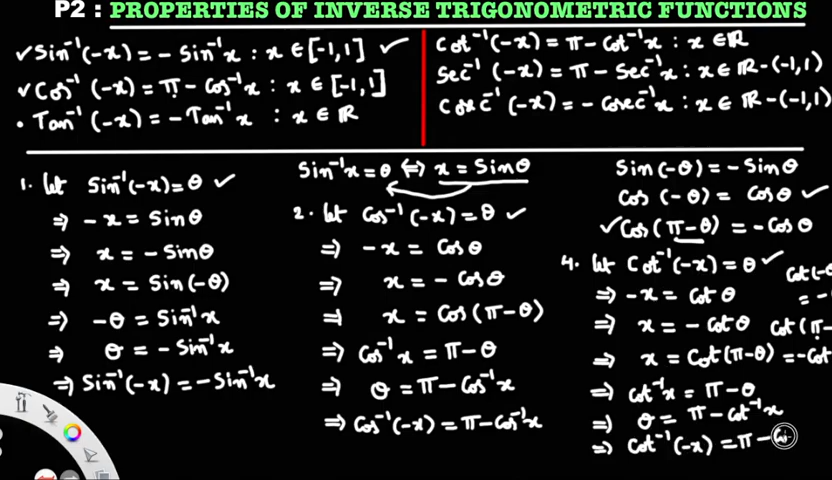 P2 : PROPERTIES OF INVERSE TRIGONOMETRIC FUNCTIONS
✓ Sin⁻¹(-x) = - Sin⁻¹x : x ∈ [-1,1] ✓
✓ Cos⁻¹(-x) = π - Cos⁻¹x : x ∈ [-1,1]
• Tan⁻¹(-x) = - Tan⁻¹x : x ∈ ℝ
Cot⁻¹(-x) = π - Cot⁻¹x : x ∈ ℝ
Sec⁻¹(-x) = π - Sec⁻¹x : x ∈ ℝ - (-1,1)
Cosec⁻¹(-x) = - Cosec⁻¹x : x ∈ ℝ - (-1,1)
Sin⁻¹x = θ ⇔ x = Sinθ
1. let Sin⁻¹(-x) = θ ✓
⇒ -x = Sinθ
⇒ x = - Sinθ
⇒ x = Sin(-θ)
⇒ -θ = Sin⁻¹x
⇒ θ = - Sin⁻¹x
⇒ Sin⁻¹(-x) = - Sin⁻¹x
2. let Cos⁻¹(-x) = θ ✓
⇒ -x = Cosθ
⇒ x = - Cosθ
⇒ x = Cos(π-θ)
⇒ Cos⁻¹x = π - θ
⇒ θ = π - Cos⁻¹x
⇒ Cos⁻¹(-x) = π - Cos⁻¹x
Sin(-θ) = - Sinθ
Cos(-θ) = Cosθ ✓
✓ Cos(π-θ) = - Cosθ
4. let Cot⁻¹(-x) = θ ✓
⇒ -x = Cotθ
⇒ x = - Cotθ
⇒ x = Cot(π-θ)
⇒ Cot⁻¹x = π - θ
⇒ θ = π - Cot⁻¹x
⇒ Cot⁻¹(-x) = π -
Cot(-θ
= -
Cot(π-
= -Cot